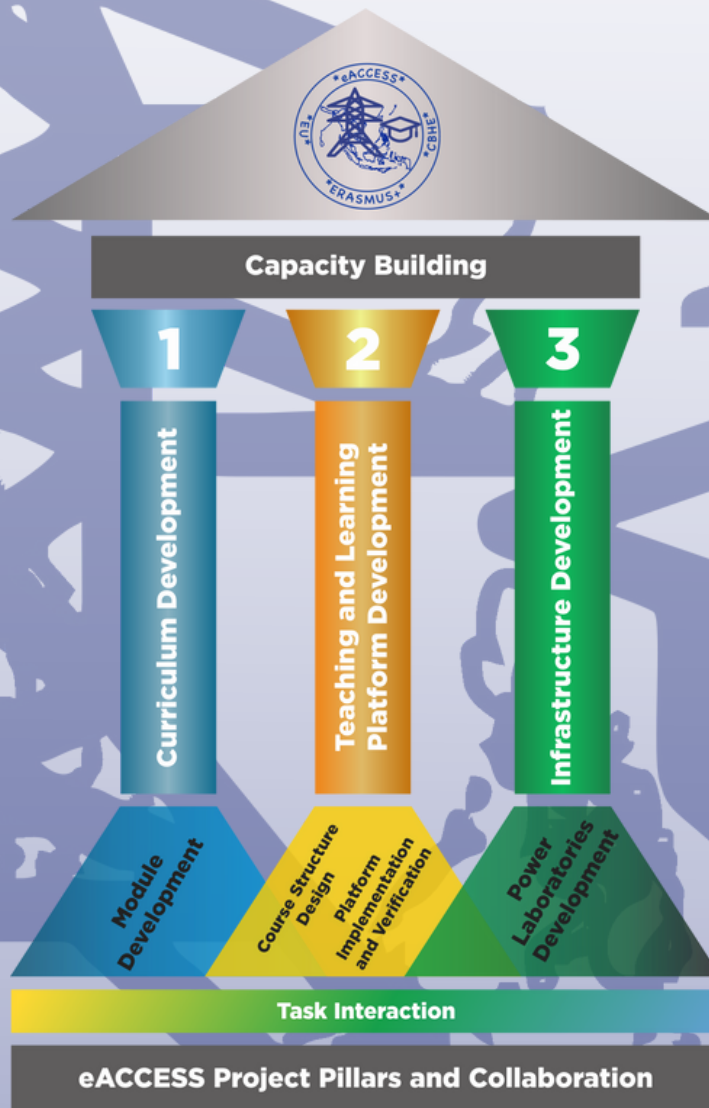 *eACCESS*
*EU*
*CBHE*
*ERASMUS+*
Capacity Building
1
2
3
Curriculum Development
Teaching and Learning
Platform Development
Infrastructure Development
Module
Development
Course Structure
Design
Platform
Implementation
and Verification
Power
Laboratories
Development
Task Interaction
eACCESS Project Pillars and Collaboration